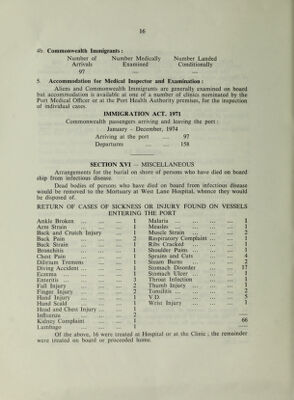 16
4b. Commonwealth Immigrants :
Number of Arrivals Number Medically Examined Number Landed Conditionally
97 — —
5. Accommodation for Medical Inspector and Examination :
Aliens and Commonwealth Immigrants are generally examined on board
but accommodation is available at one of a number of clinics nominated by the
Port Medical Officer or at the Port Health Authority premises, for the inspection
of individual cases.
IMMIGRATION ACT, 1971
Commonwealth passengers arriving and leaving the port :
January - December, 1974
Arriving at the port ... 97
Departures ... ... 158
SECTION XVI — MISCELLANEOUS
Arrangements for the burial on shore of persons who have died on board
ship from infectious disease.
Dead bodies of persons who have died on board from infectious disease
would be removed to the Mortuary at West Lane Hospital, whence they would
be disposed of.
RETURN OF CASES OF SICKNESS OR INJURY FOUND ON VESSELS
ENTERING THE PORT
Ankle Broken ... ... ... 1
Arm Strain ... ... ... 1
Back and Crutch Injury ... 1
Back Pain ... ... ... 2
Back Strain ... ... ... 1
Bronchitis ... ... ... 1
Chest Pain ... ... ... 1
Dilirium Tremens ... ... 1
Diving Accident ... ... ... 1
Eczema ... ... ... 1
Enteritis ... ... ... 1
Fall Injury ... ... ... 2
Finger Injury ... ... ... 2
Hand Injury ... ... ... 1
Hand Scald ... ... ... 1
Head and Chest Injury ... 1
Influenza ... ... ... 2
Kidney Complaint ... ... 1
Lumbago ... ... ... 1
Malaria ... ... ... 1
Measles ... ... ... 1
Muscle Strain ... ... ... 2
Respiratory Complaint ... 1
Ribs Cracked ... ... ... 1
Shoulder Pains ... ... ... 1
Sprains and Cuts ... ... 4
Steam Burns ... ... ... 2
Stomach Disorder ... ... 17
Stomach Ulcer ... ... ... 1
Throat Infection ... ... 1
Thumb Injury ... ... ... 1
Tonsilitis ... ... ... 2
V.D. ... ... ... 5
Wrist Injury ... ... ... 1
66
Of the above, 16 were treated at Hospital or at the Clinic ; the remainder
were treated on board or proceeded home.